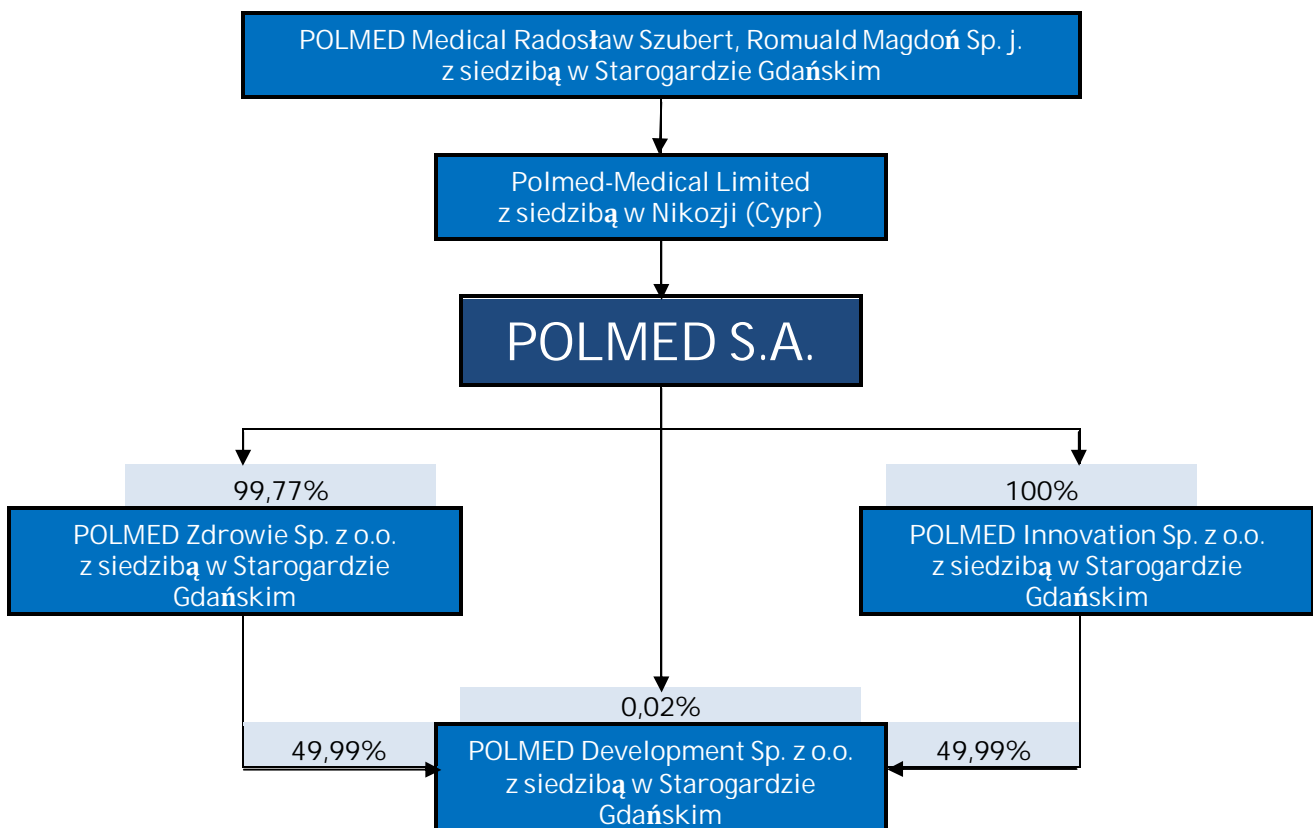 POLMED Medical Radosław Szubert, Romuald Magdoń Sp. j.
z siedzibą w Starogardzie Gdańskim
Polmed-Medical Limited
z siedzibą w Nikozji (Cypr)
POLMED S.A.
99,77%
100%
POLMED Zdrowie Sp. z o.o.
z siedzibą w Starogardzie
Gdańskim
POLMED Innovation Sp. z o.o.
z siedzibą w Starogardzie
Gdańskim
0,02%
49,99%
POLMED Development Sp. z o.o.
z siedzibą w Starogardzie
Gdańskim
49,99%